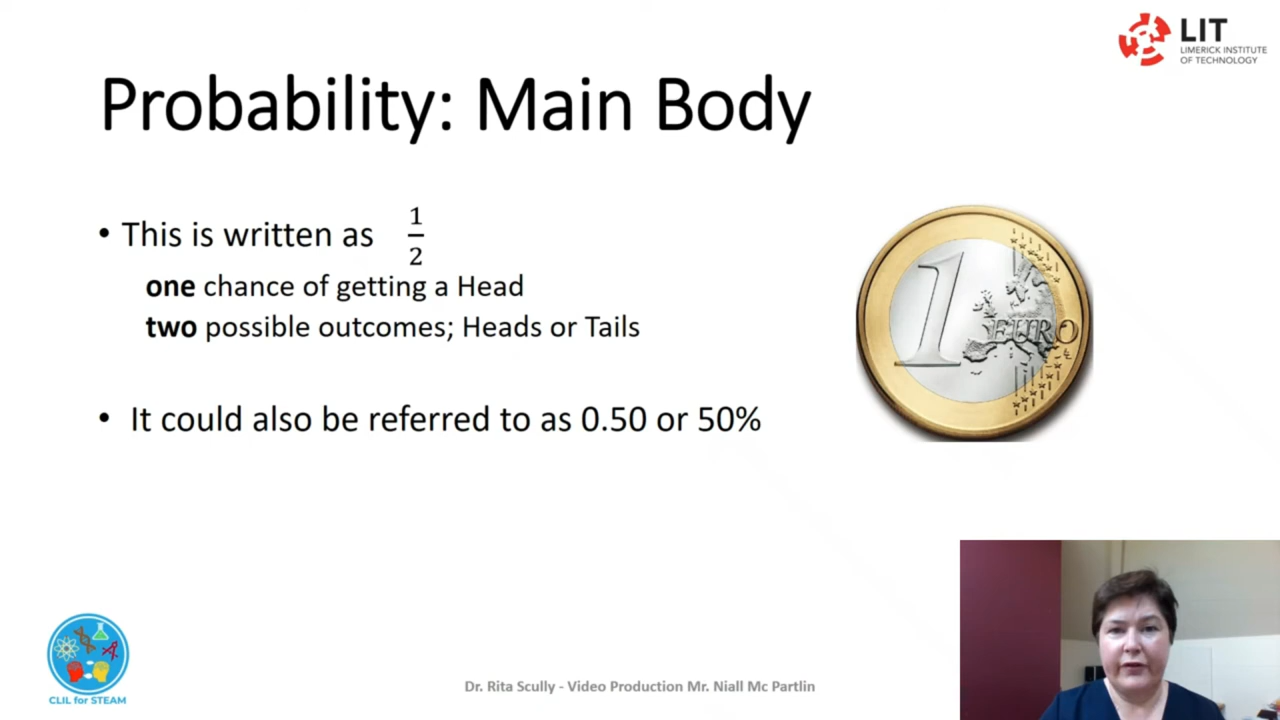 LIT
LIMERICK INSTITUTE
OF TECHNOLOGY
Probability: Main Body
• This is written as 1/2
one chance of getting a Head
two possible outcomes; Heads or Tails
• It could also be referred to as 0.50 or 50%
1
EURO
CLIL for STEAM
Dr. Rita Scully - Video Production Mr. Niall Mc Partlin